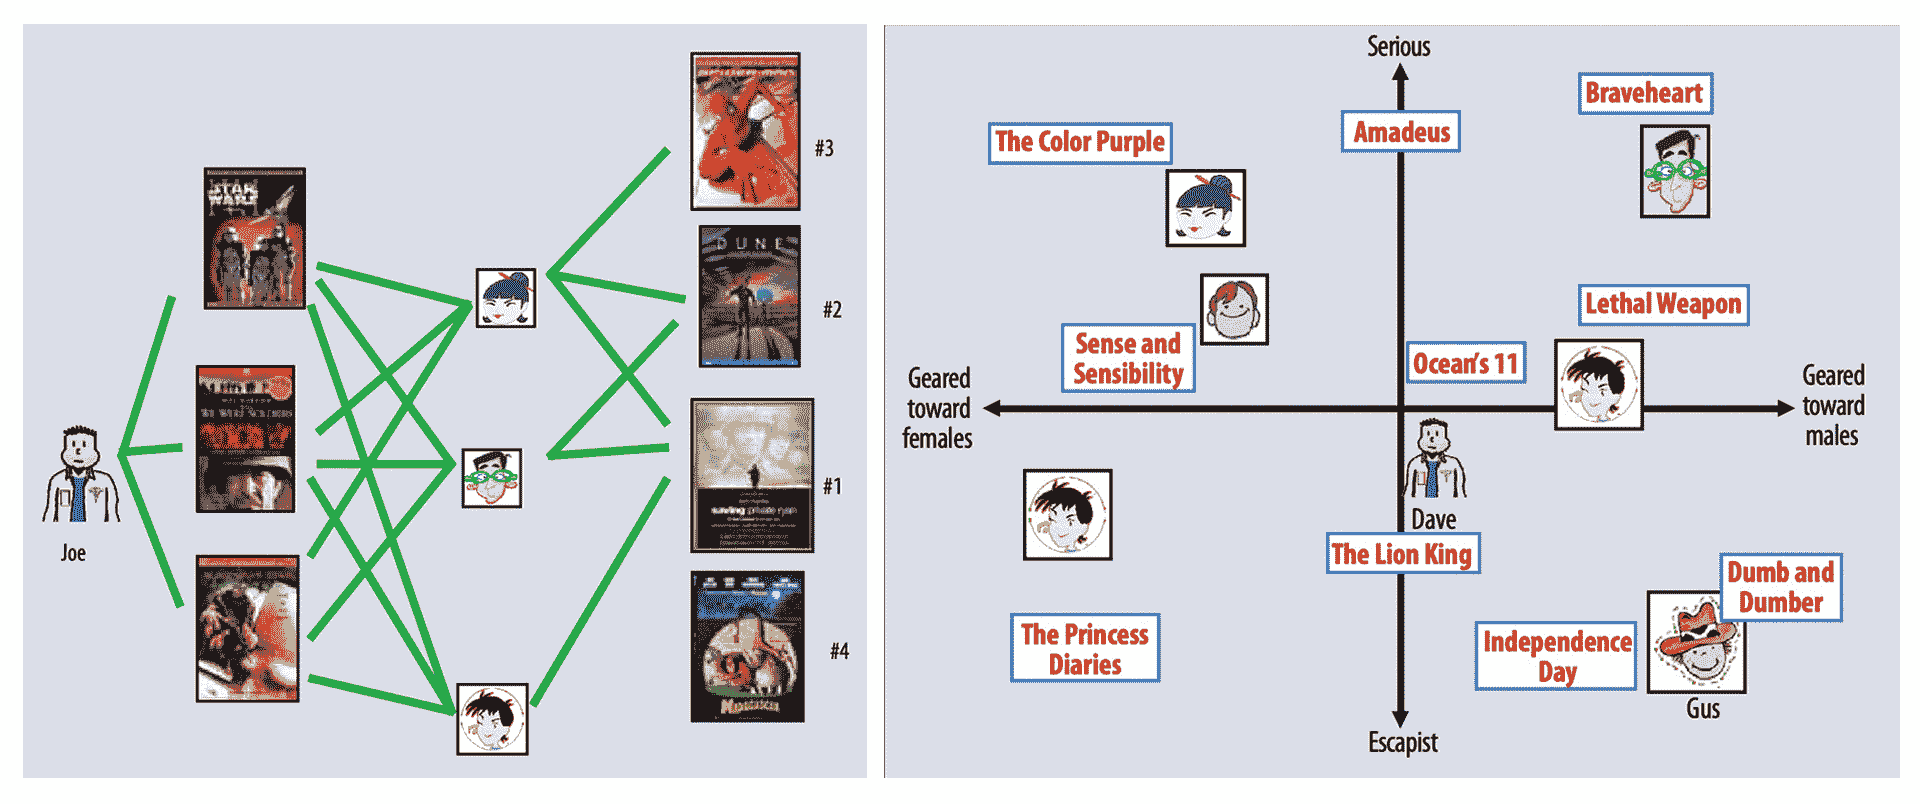 STAR
WARS
Joe
#3
DUNE
#2
#1
saving private ryan
#4
Serious
Braveheart
Amadeus
The Color Purple
Lethal Weapon
Sense and
Sensibility
Ocean's 11
Geared
toward
females
Geared
toward
males
Dave
The Lion King
Dumb and
Dumber
The Princess
Diaries
Independence
Day
Gus
Escapist